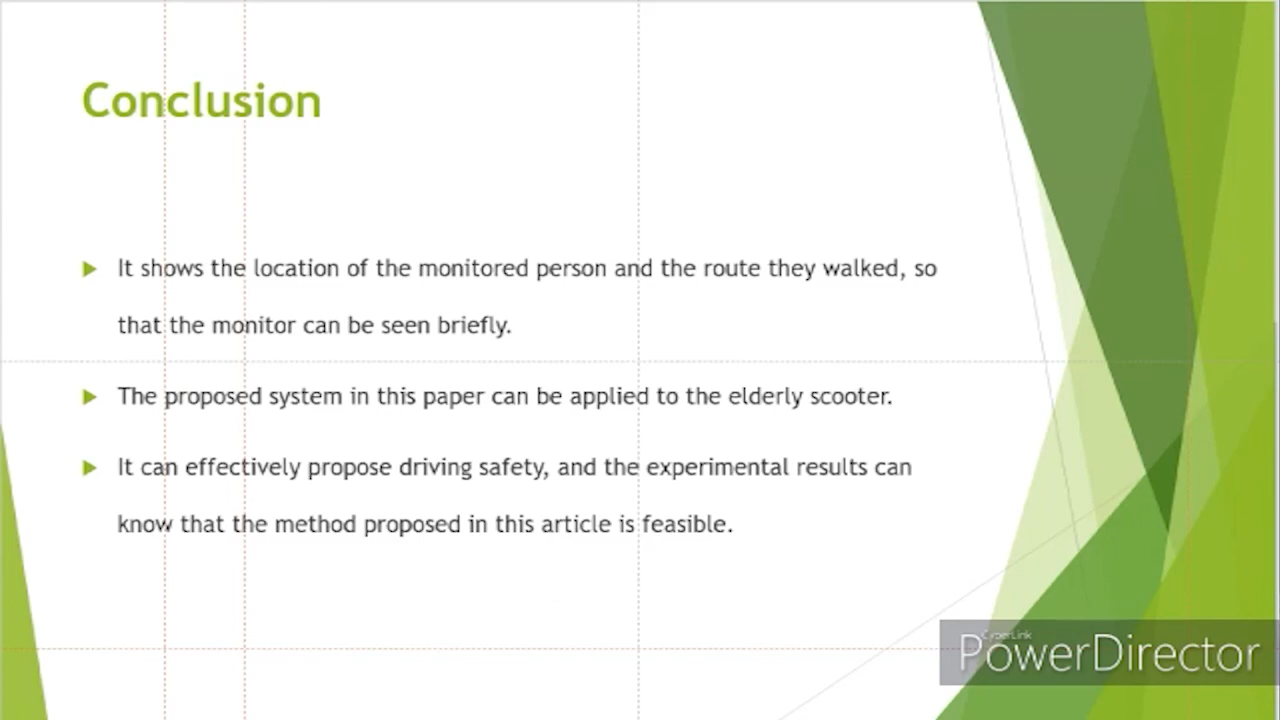 Conclusion
It shows the location of the monitored person and the route they walked, so
that the monitor can be seen briefly.
The proposed system in this paper can be applied to the elderly scooter.
It can effectively propose driving safety, and the experimental results can
know that the method proposed in this article is feasible.
CyberLink
PowerDirector